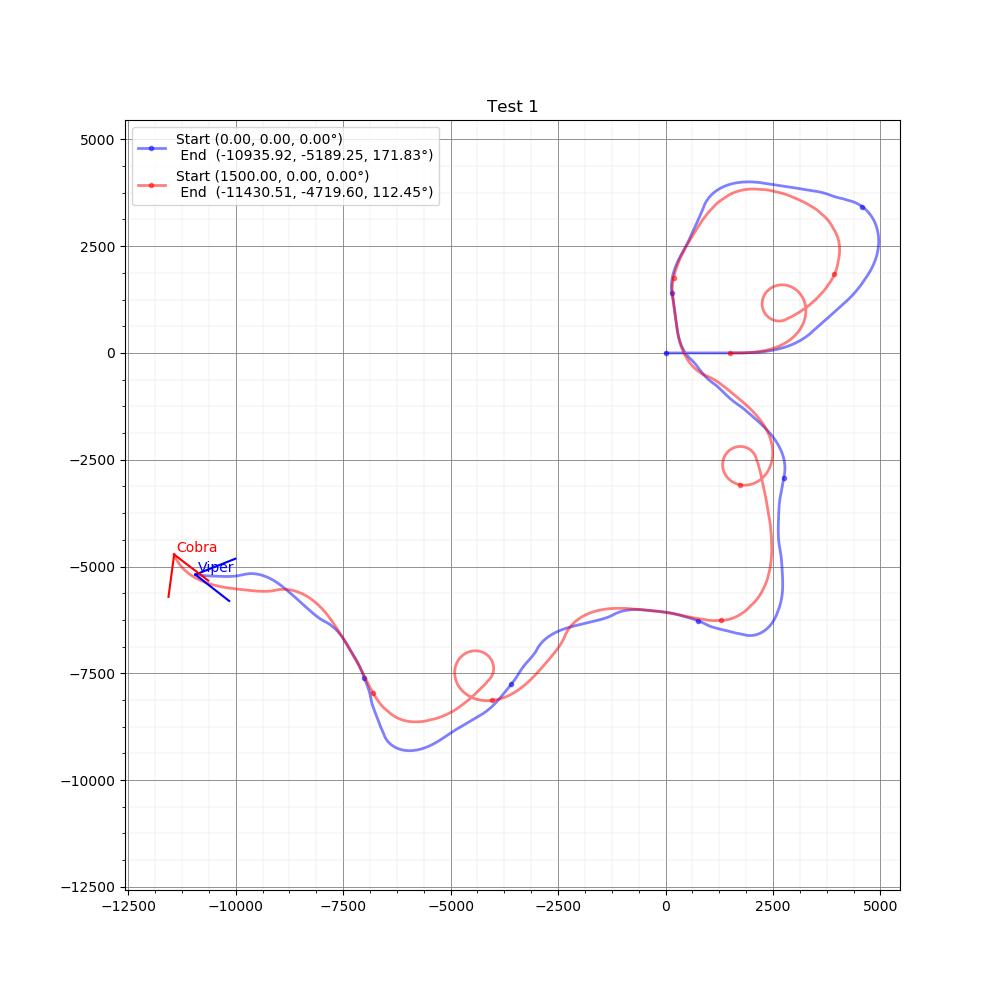 Test 1
Start (0.00, 0.00, 0.00°)
End (-10935.92, -5189.25, 171.83°)
Start (1500.00, 0.00, 0.00°)
End (-11430.51, -4719.60, 112.45°)
5000
2500
0
−2500
−5000
−7500
−10000
−12500
Cobra
Viper
−12500 −10000 −7500 −5000 −2500 0 2500 5000